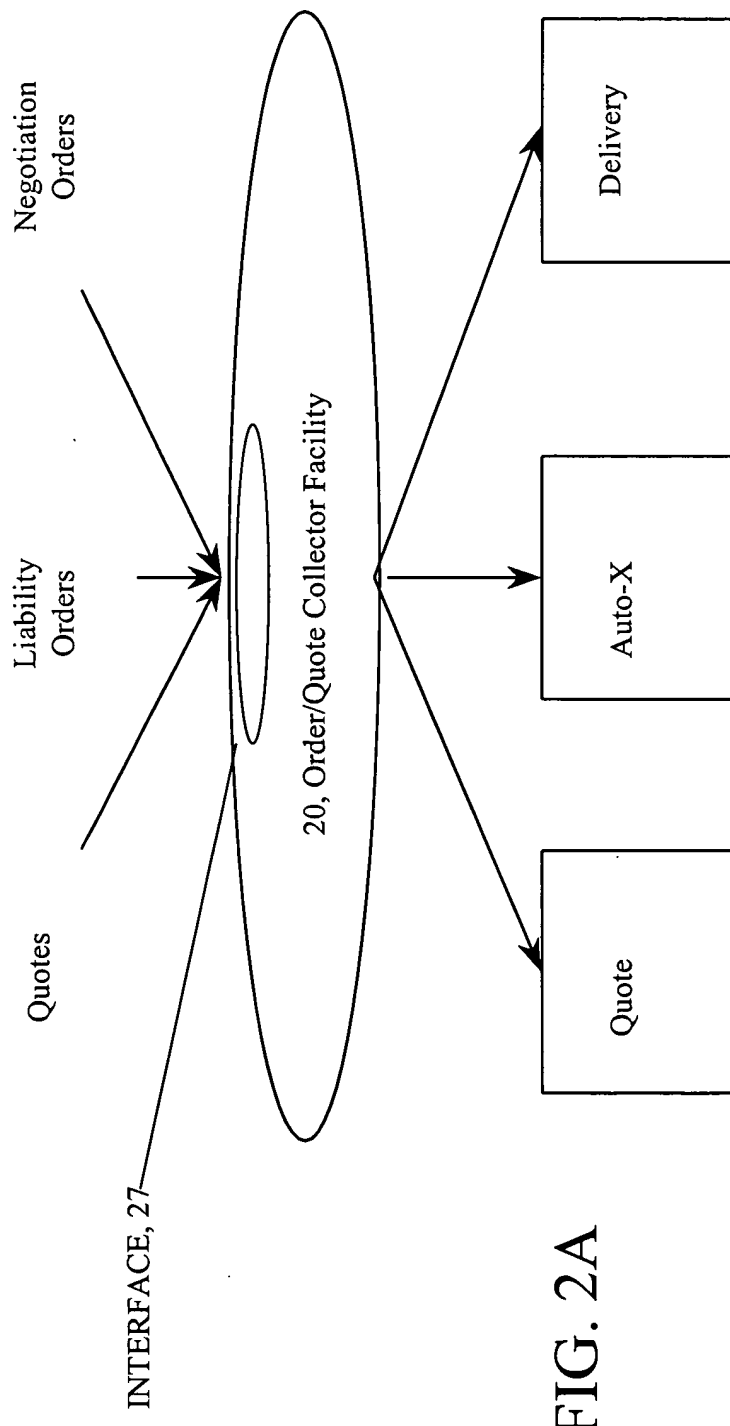 Quotes
Liability
Orders
Negotiation
Orders
INTERFACE, 27
20, Order/Quote Collector Facility
Quote
Auto-X
Delivery
FIG. 2A